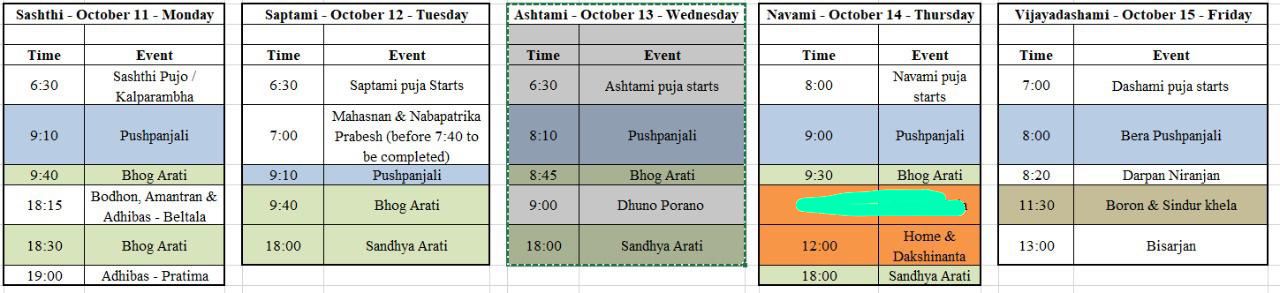 Sashthi - October 11 - Monday
Time Event
6:30 Sashthi Pujo /
Kalparambha
9:10 Pushpanjali
9:40 Bhog Arati
18:15 Bodhon, Amantran &
Adhibas - Beltala
18:30 Bhog Arati
19:00 Adhibas - Pratima
Saptami - October 12 - Tuesday
Time Event
6:30 Saptami puja Starts
7:00 Mahasnan & Nabapatrika
Prabesh (before 7:40 to
be completed)
9:10 Pushpanjali
9:40 Bhog Arati
18:00 Sandhya Arati
Ashtami - October 13 - Wednesday
Time Event
6:30 Ashtami puja starts
8:10 Pushpanjali
8:45 Bhog Arati
9:00 Dhuno Porano
18:00 Sandhya Arati
Navami - October 14 - Thursday
Time Event
8:00 Navami puja
starts
9:00 Pushpanjali
9:30 Bhog Arati
12:00 Home &
Dakshinanta
18:00 Sandhya Arati
Vijayadashami - October 15 - Friday
Time Event
7:00 Dashami puja starts
8:00 Bera Pushpanjali
8:20 Darpan Niranjan
11:30 Boron & Sindur khela
13:00 Bisarjan